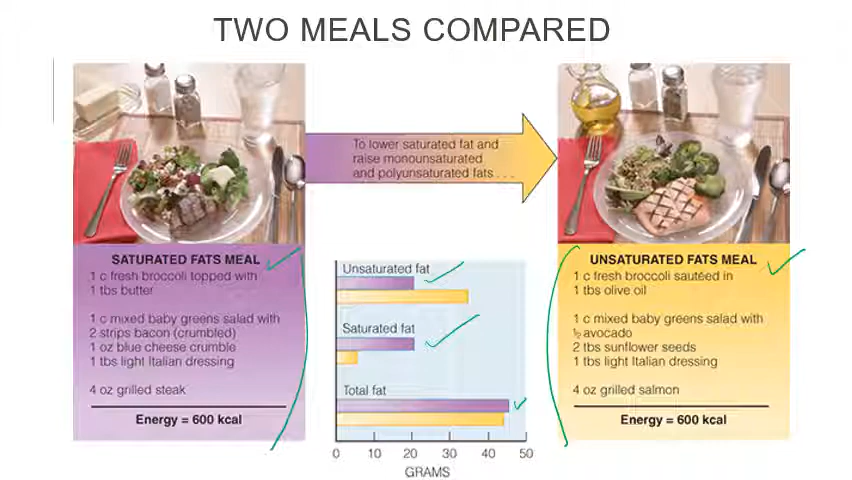 TWO MEALS COMPARED
To lower saturated fat and
raise monounsaturated
and polyunsaturated fats . . .
SATURATED FATS MEAL
1 c fresh broccoli topped with
1 tbs butter
1 c mixed baby greens salad with
2 strips bacon (crumbled)
1 oz blue cheese crumble
1 tbs light Italian dressing
4 oz grilled steak
Energy = 600 kcal
Unsaturated fat
Saturated fat
Total fat
0 10 20 30 40 50
GRAMS
UNSATURATED FATS MEAL
1 c fresh broccoli sautéed in
1 tbs olive oil
1 c mixed baby greens salad with
½ avocado
2 tbs sunflower seeds
1 tbs light Italian dressing
4 oz grilled salmon
Energy = 600 kcal